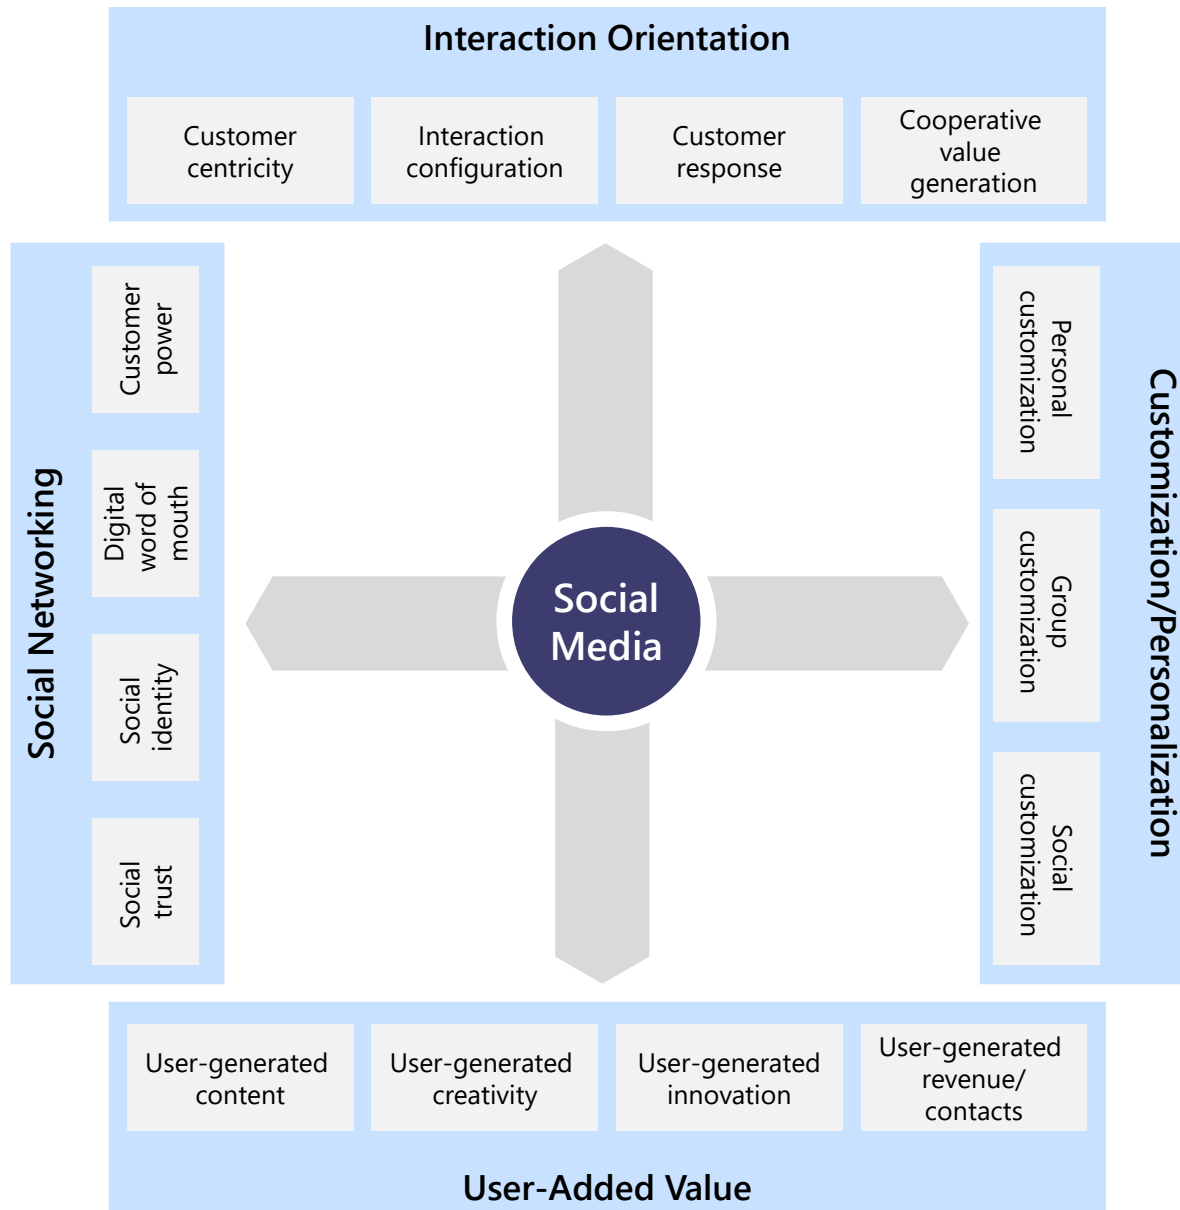 Interaction Orientation
Customer
centricity
Interaction
configuration
Customer
response
Cooperative
value
generation
Social Networking
Customer
power
Digital
word of
mouth
Social
identity
Social
trust
Social
Media
Customization/Personalization
Personal
customization
Group
customization
Social
customization
User-generated
content
User-generated
creativity
User-generated
innovation
User-generated
revenue/
contacts
User-Added Value